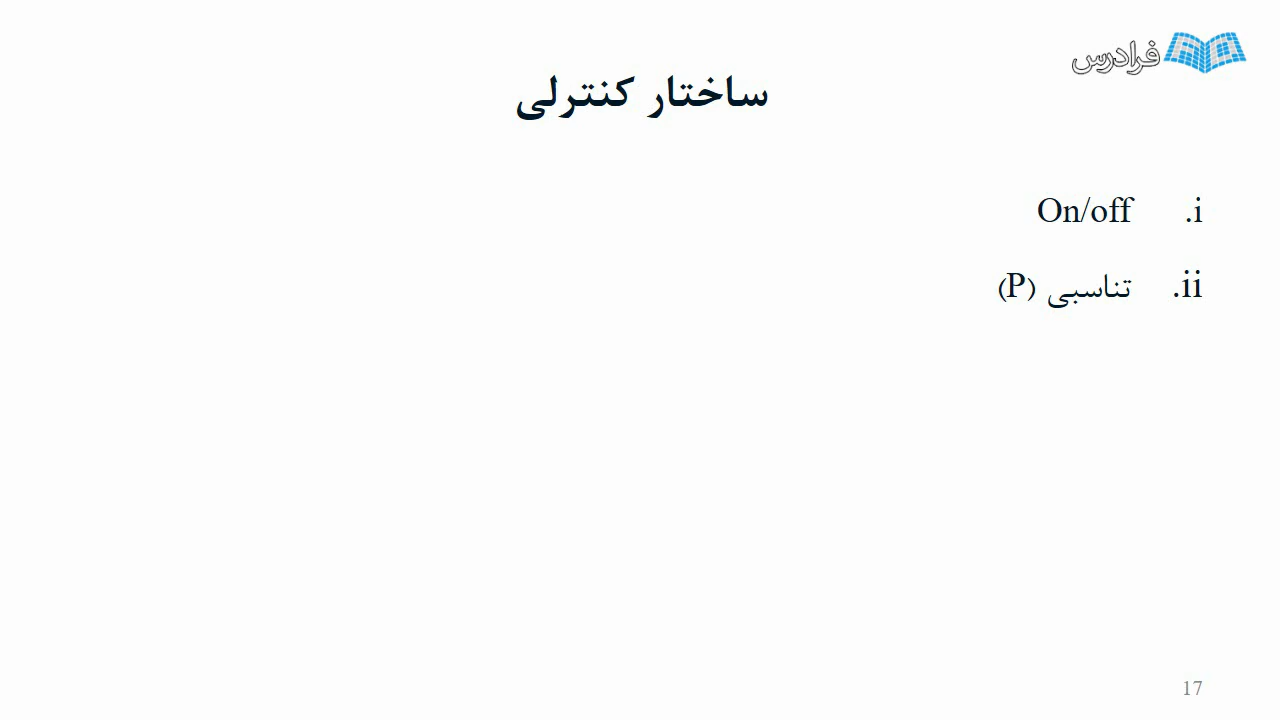 فرادرس
ساختار کنترلی
i. On/off
ii. تناسبی (P)
17